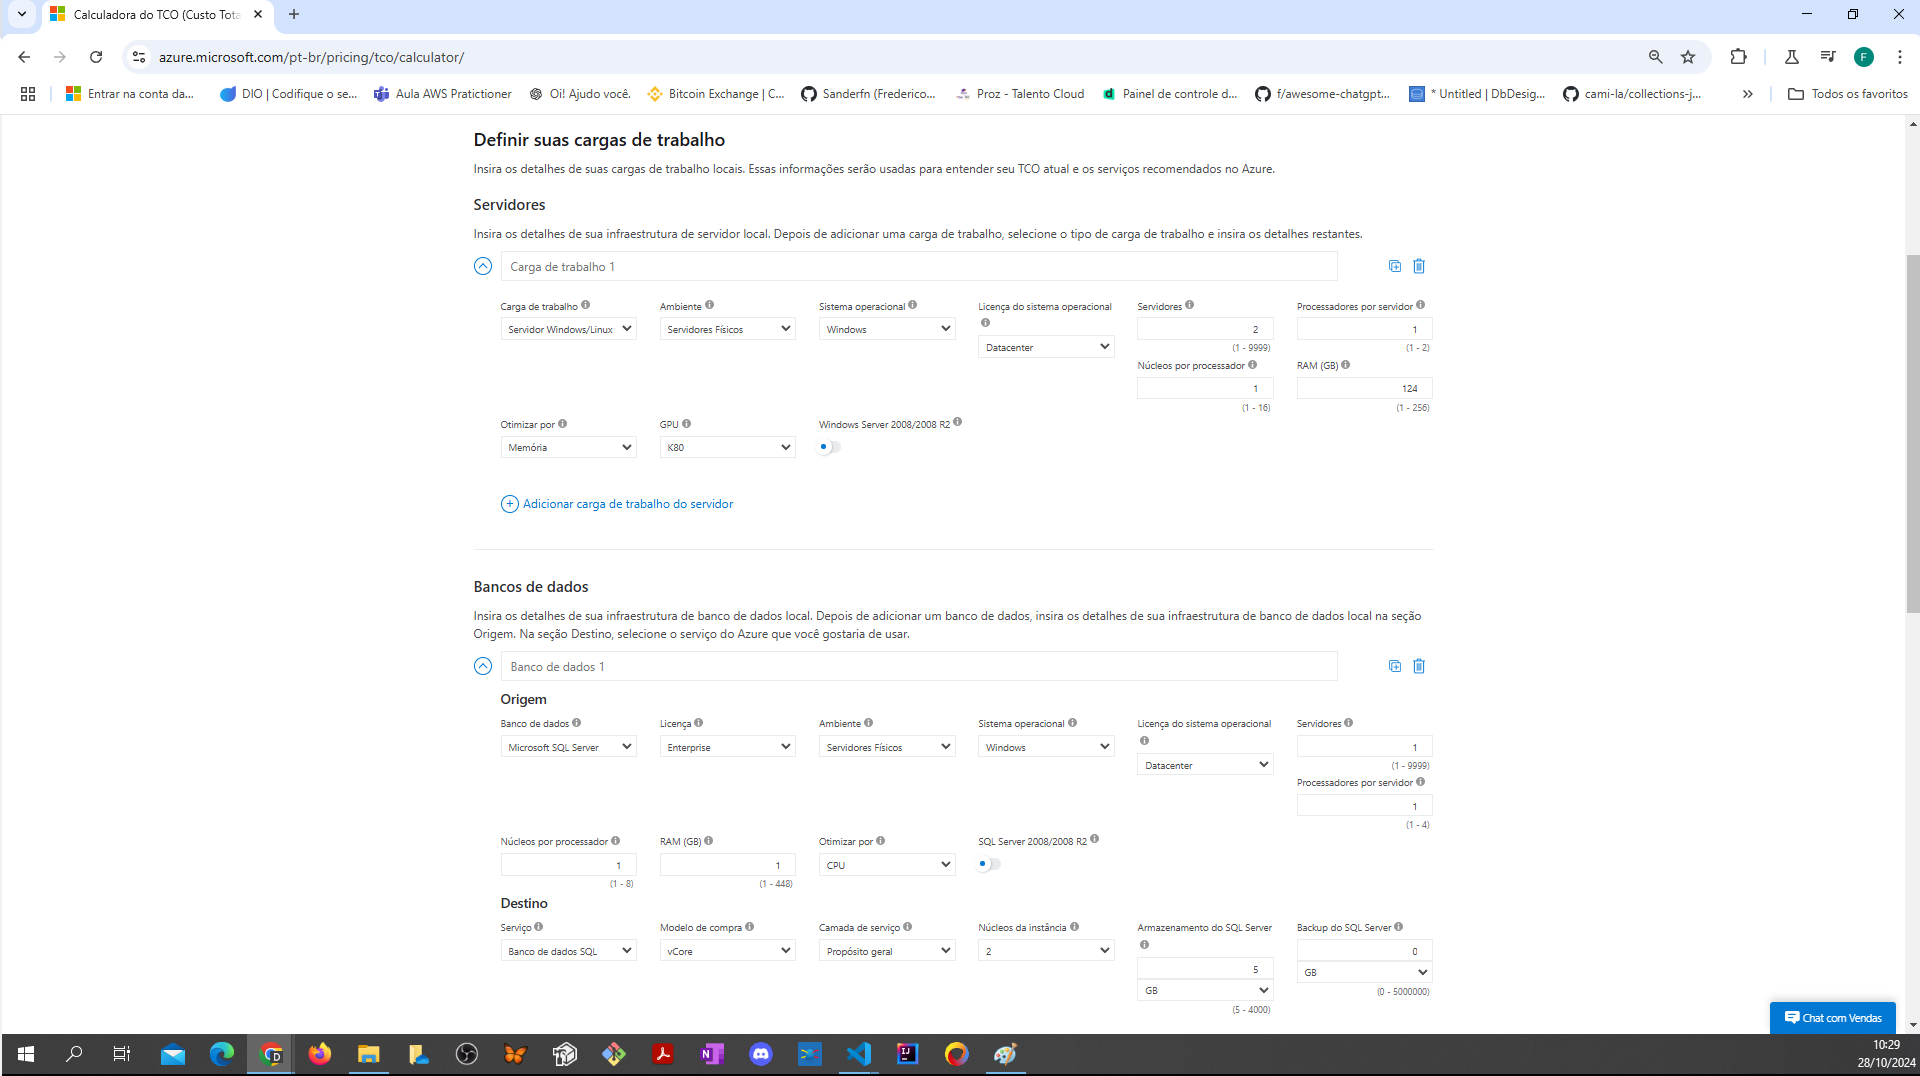 Calculadora do TCO (Custo Tota
azure.microsoft.com/pt-br/pricing/tco/calculator/
F
Entrar na conta da...
DIO | Codifique o se...
Aula AWS Pratictioner
Oi! Ajudo você.
Bitcoin Exchange | C...
Sanderfn (Frederico...
Proz - Talento Cloud
Painel de controle d...
f/awesome-chatgpt...
* Untitled | DbDesig...
cami-la/collections-j...
Todos os favoritos
Definir suas cargas de trabalho
Insira os detalhes de suas cargas de trabalho locais. Essas informações serão usadas para entender seu TCO atual e os serviços recomendados no Azure.
Servidores
Insira os detalhes de sua infraestrutura de servidor local. Depois de adicionar uma carga de trabalho, selecione o tipo de carga de trabalho e insira os detalhes restantes.
Carga de trabalho 1
Carga de trabalho
Servidor Windows/Linux
Ambiente
Servidores Físicos
Sistema operacional
Windows
Licença do sistema operacional
Datacenter
Servidores
2
(1 - 9999)
Processadores por servidor
1
(1 - 2)
Núcleos por processador
1
(1 - 16)
RAM (GB)
124
(1 - 256)
Otimizar por
Memória
GPU
K80
Windows Server 2008/2008 R2
Adicionar carga de trabalho do servidor
Bancos de dados
Insira os detalhes de sua infraestrutura de banco de dados local. Depois de adicionar um banco de dados, insira os detalhes de sua infraestrutura de banco de dados local na seção
Origem. Na seção Destino, selecione o serviço do Azure que você gostaria de usar.
Banco de dados 1
Origem
Banco de dados
Microsoft SQL Server
Licença
Enterprise
Ambiente
Servidores Físicos
Sistema operacional
Windows
Licença do sistema operacional
Datacenter
Servidores
1
(1 - 9999)
Processadores por servidor
1
(1 - 4)
Núcleos por processador
1
(1 - 8)
RAM (GB)
1
(1 - 448)
Otimizar por
CPU
SQL Server 2008/2008 R2
Destino
Serviço
Banco de dados SQL
Modelo de compra
vCore
Camada de serviço
Propósito geral
Núcleos da instância
2
Armazenamento do SQL Server
5
GB
(5 - 4000)
Backup do SQL Server
0
GB
(0 - 5000000)
Chat com Vendas
10:29
28/10/2024